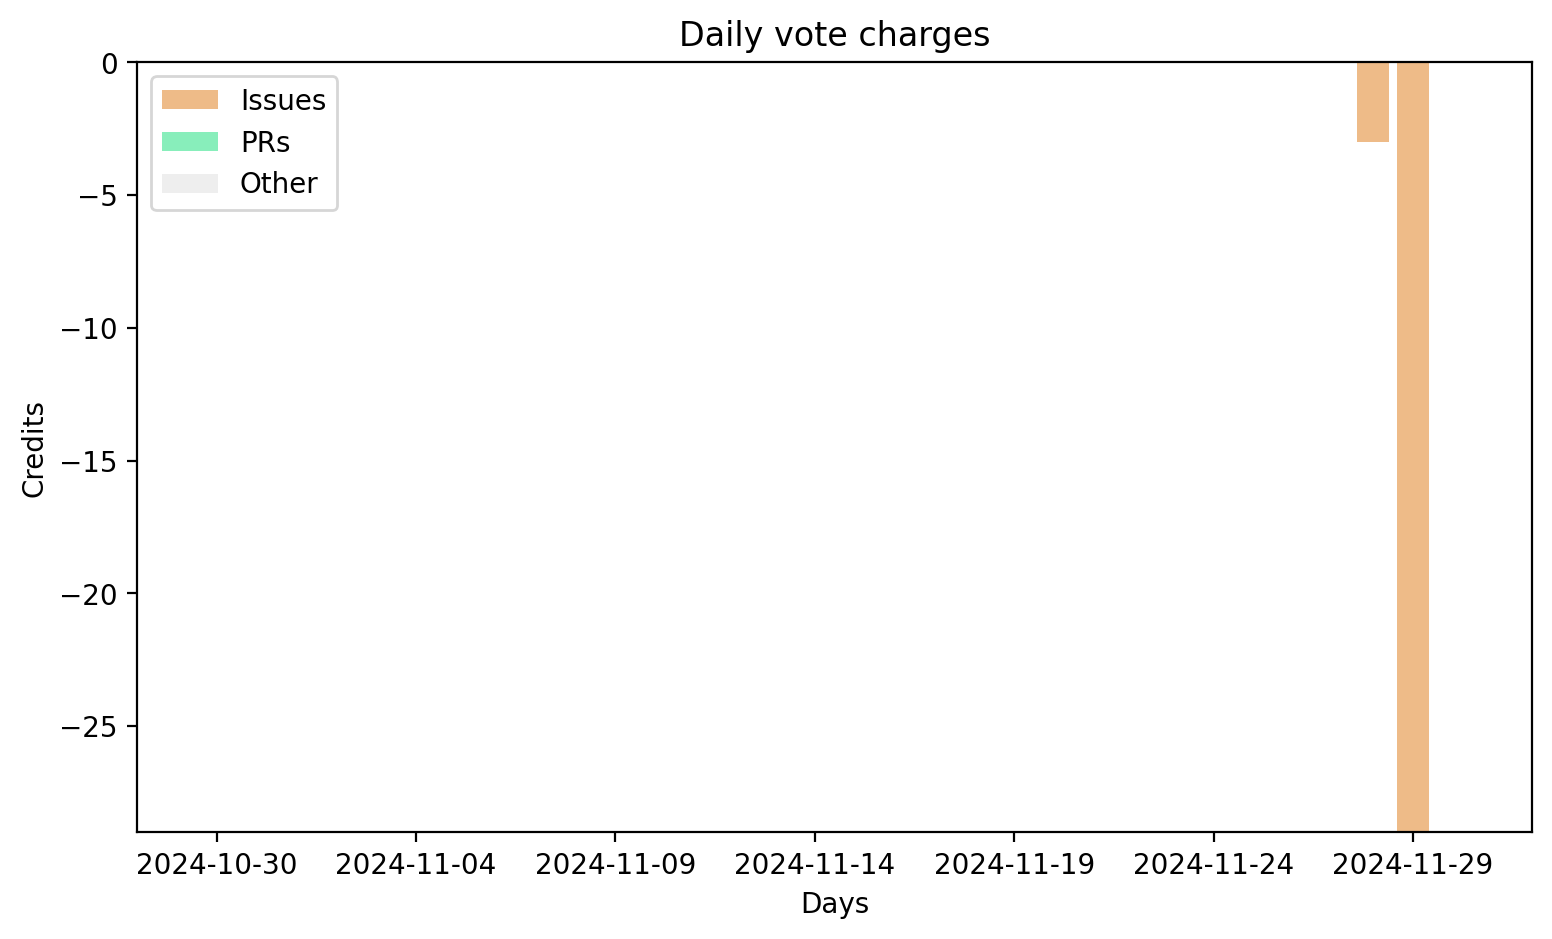 Daily vote charges
Issues
PRs
Other
0
−5
−10
−15
−20
−25
Credits
2024-10-30 2024-11-04 2024-11-09 2024-11-14 2024-11-19 2024-11-24 2024-11-29
Days